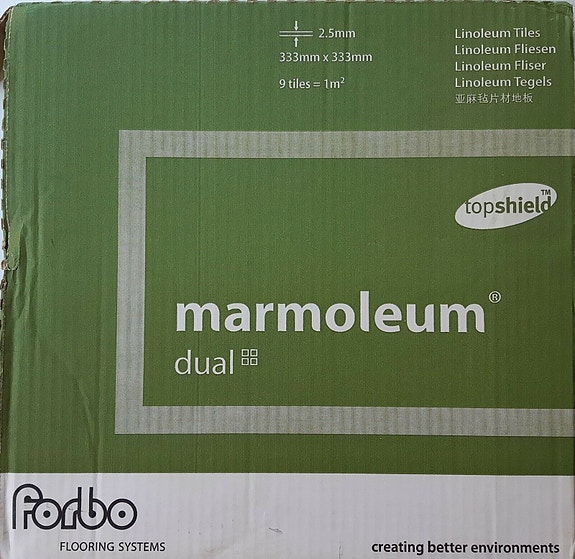 2.5mm
333mm x 333mm
9 tiles = 1m²
Linoleum Tiles
Linoleum Fliesen
Linoleum Fliser
Linoleum Tegels
亚麻毡片材地板
topshield™
marmoleum®
dual
forbo
FLOORING SYSTEMS
creating better environments